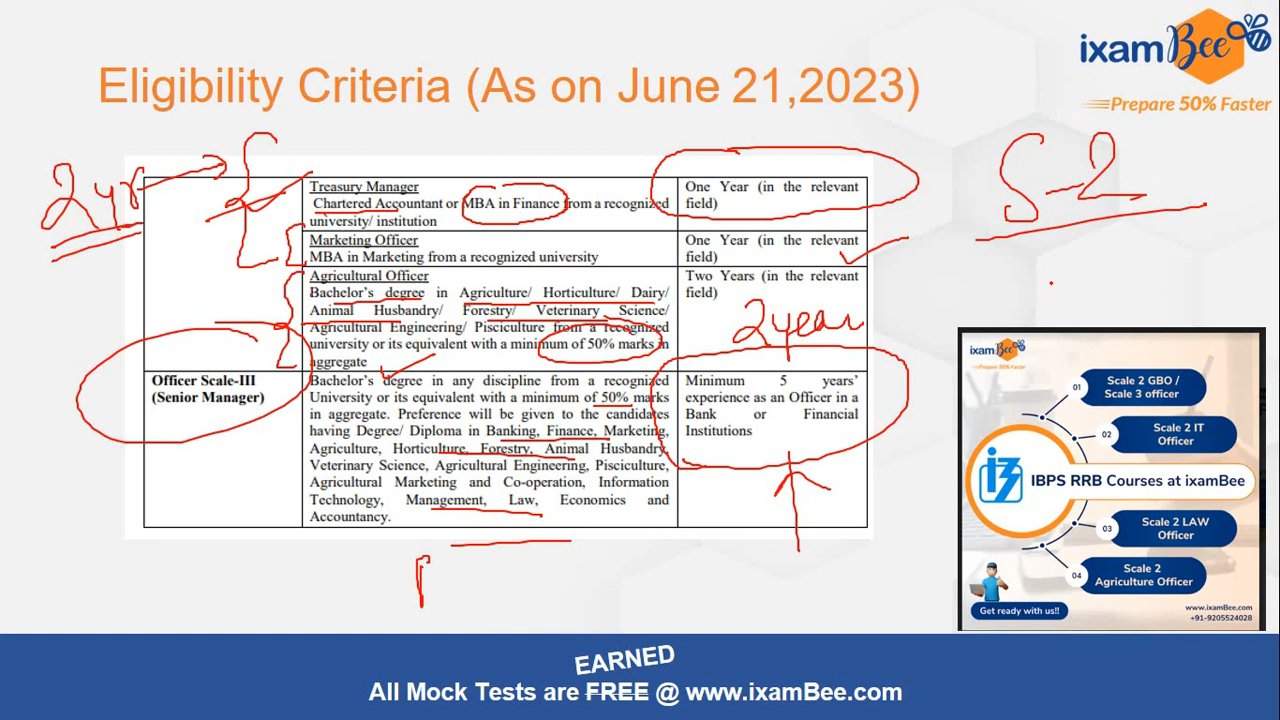 ixamBee
Prepare 50% Faster
Eligibility Criteria (As on June 21,2023)
2 yr
S-2
Treasury Manager
Chartered Accountant or MBA in Finance from a recognized
university/ institution
One Year (in the relevant
field)
Marketing Officer
MBA in Marketing from a recognized university
One Year (in the relevant
field)
Agricultural Officer
Bachelor's degree in Agriculture/ Horticulture/ Dairy/
Animal Husbandry/ Forestry/ Veterinary Science/
Agricultural Engineering/ Pisciculture from a recognized
university or its equivalent with a minimum of 50% marks in
aggregate
Two Years (in the relevant
field)
2 year
Officer Scale-III
(Senior Manager)
Bachelor's degree in any discipline from a recognized
University or its equivalent with a minimum of 50% marks
in aggregate. Preference will be given to the candidates
having Degree/ Diploma in Banking, Finance, Marketing,
Agriculture, Horticulture, Forestry, Animal Husbandry,
Veterinary Science, Agricultural Engineering, Pisciculture,
Agricultural Marketing and Co-operation, Information
Technology, Management, Law, Economics and
Accountancy.
Minimum 5 years'
experience as an Officer in a
Bank or Financial
Institutions
ixamBee
PREPARE 50% FASTER
01
Scale 2 GBO /
Scale 3 officer
02
Scale 2 IT
Officer
IBPS RRB Courses at ixamBee
03
Scale 2 LAW
Officer
04
Scale 2
Agriculture Officer
Get ready with us!!
www.ixamBee.com
+91-9205524028
EARNED
All Mock Tests are FREE @ www.ixamBee.com